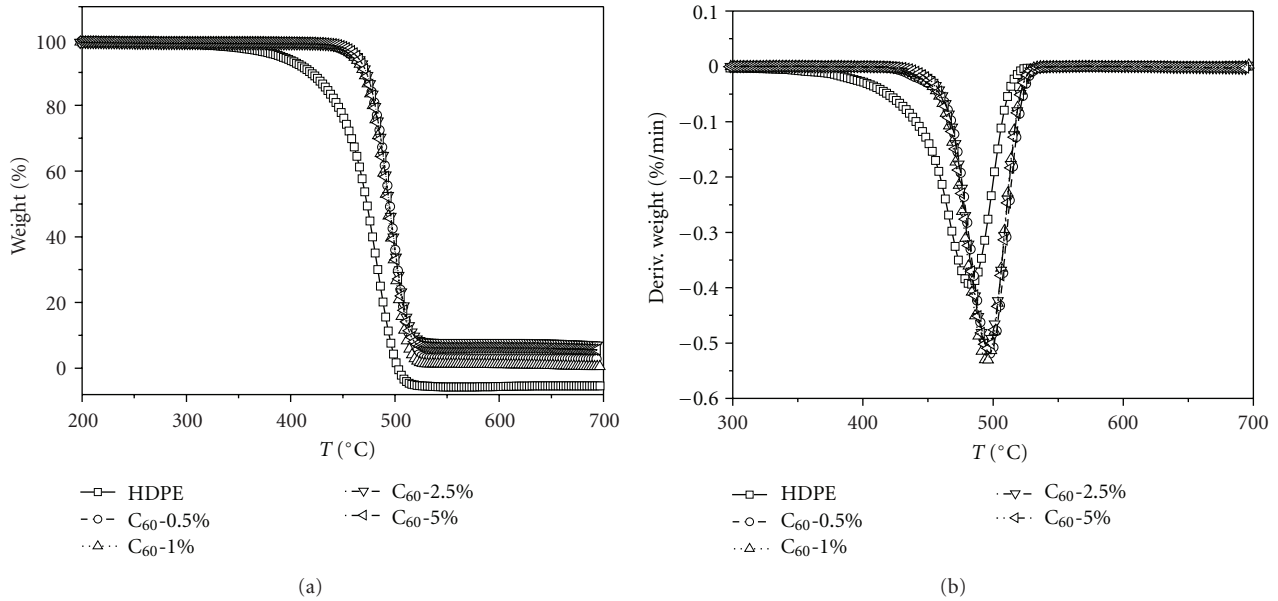 100
80
60
40
20
0
Weight (%)
200
300
400
500
600
700
T (°C)
HDPE
C₆₀-0.5%
C₆₀-1%
C₆₀-2.5%
C₆₀-5%
(a)
0.1
0
−0.1
−0.2
−0.3
−0.4
−0.5
−0.6
Deriv. weight (%/min)
300
400
500
600
700
T (°C)
HDPE
C₆₀-0.5%
C₆₀-1%
C₆₀-2.5%
C₆₀-5%
(b)